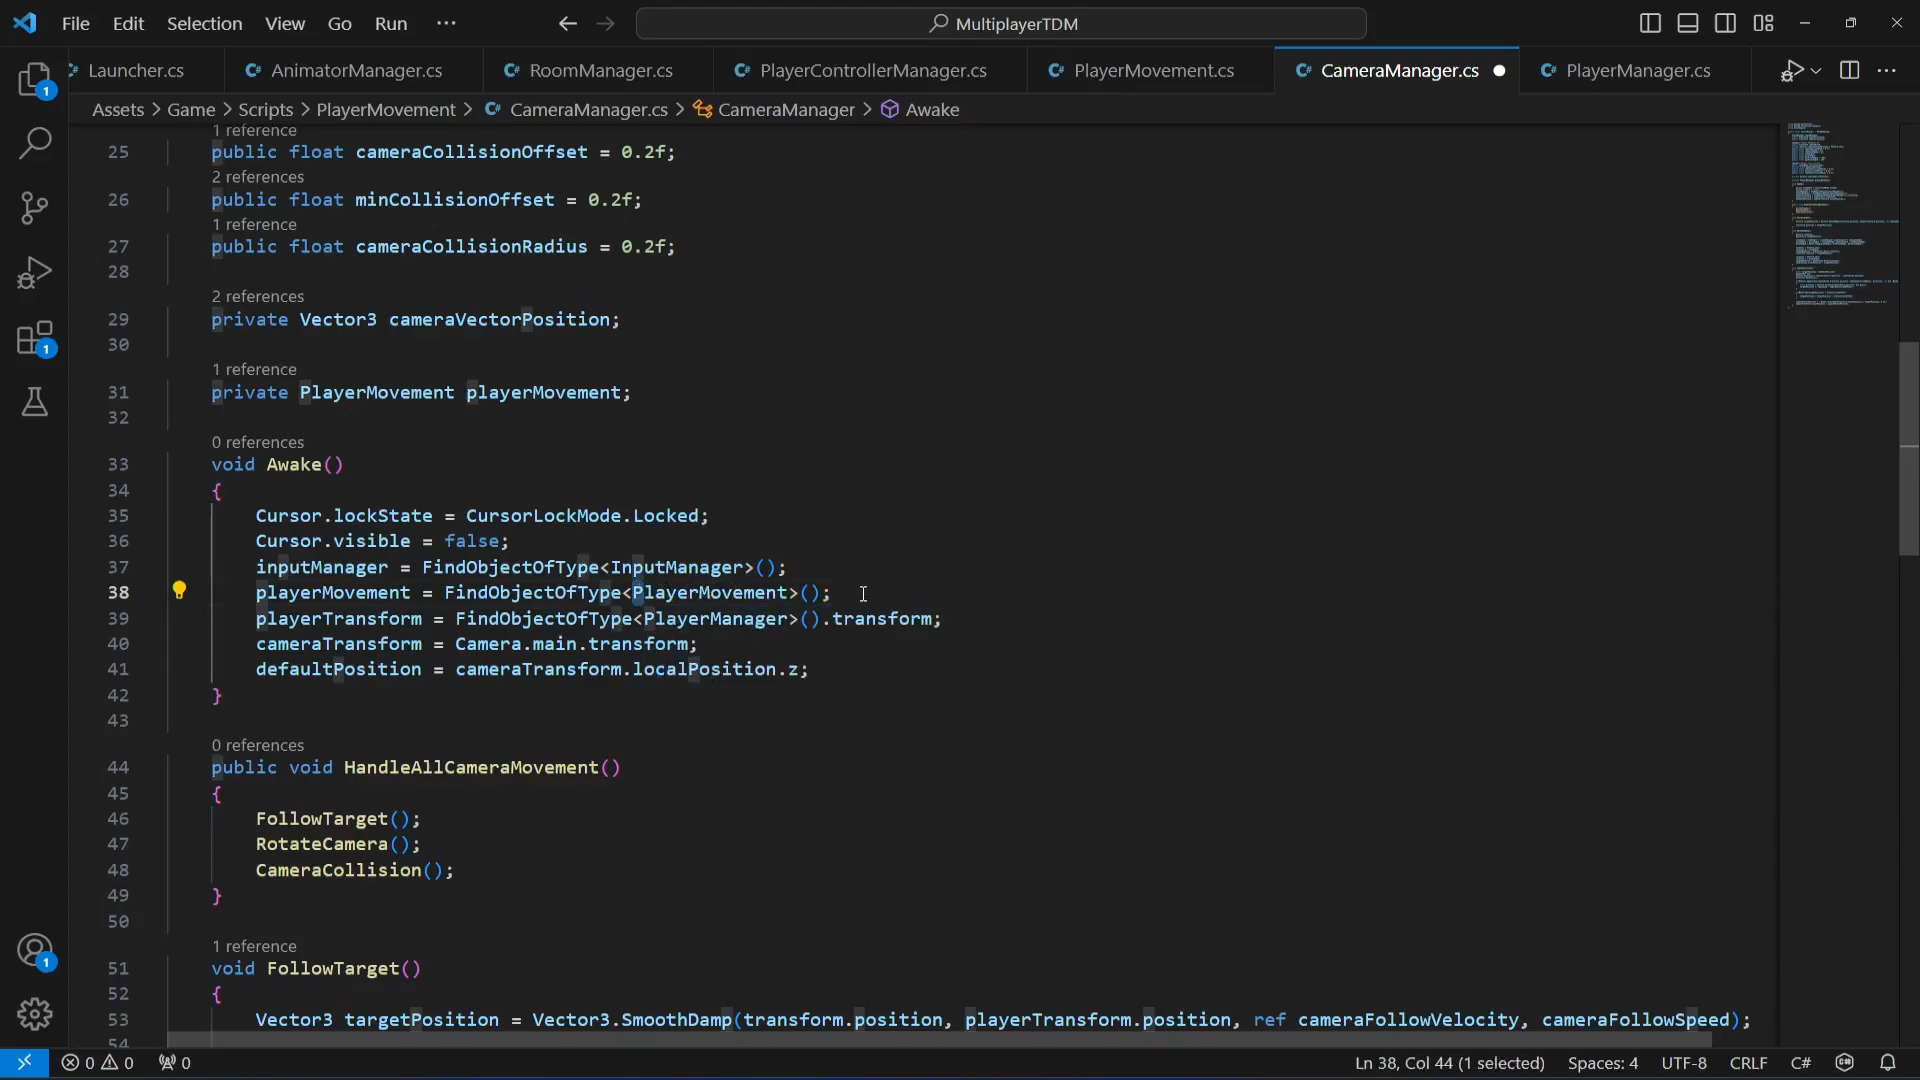 File Edit Selection View Go Run ··· MultiplayerTDM
Launcher.cs AnimatorManager.cs RoomManager.cs PlayerControllerManager.cs PlayerMovement.cs CameraManager.cs PlayerManager.cs
Assets > Game > Scripts > PlayerMovement > CameraManager.cs > CameraManager > Awake
1 reference
25 public float cameraCollisionOffset = 0.2f;
2 references
26 public float minCollisionOffset = 0.2f;
1 reference
27 public float cameraCollisionRadius = 0.2f;
28
2 references
29 private Vector3 cameraVectorPosition;
30
1 reference
31 private PlayerMovement playerMovement;
32
0 references
33 void Awake()
34 {
35 Cursor.lockState = CursorLockMode.Locked;
36 Cursor.visible = false;
37 inputManager = FindObjectOfType<InputManager>();
38 playerMovement = FindObjectOfType<PlayerMovement>();
39 playerTransform = FindObjectOfType<PlayerManager>().transform;
40 cameraTransform = Camera.main.transform;
41 defaultPosition = cameraTransform.localPosition.z;
42 }
43
0 references
44 public void HandleAllCameraMovement()
45 {
46 FollowTarget();
47 RotateCamera();
48 CameraCollision();
49 }
50
1 reference
51 void FollowTarget()
52 {
53 Vector3 targetPosition = Vector3.SmoothDamp(transform.position, playerTransform.position, ref cameraFollowVelocity, cameraFollowSpeed);
54
0 0 0 Ln 38, Col 44 (1 selected) Spaces: 4 UTF-8 CRLF C#